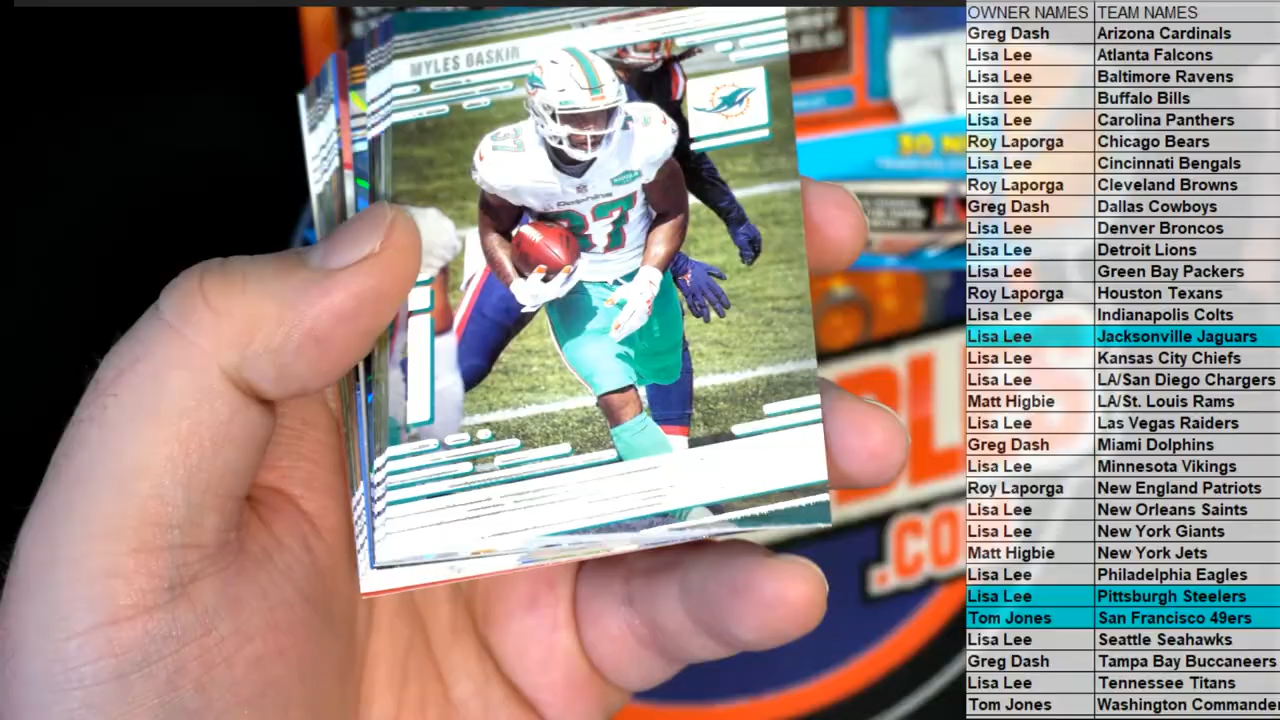 MYLES GASKIN
37
Dolphins
37
.CO
OWNER NAMES TEAM NAMES
Greg Dash Arizona Cardinals
Lisa Lee Atlanta Falcons
Lisa Lee Baltimore Ravens
Lisa Lee Buffalo Bills
Lisa Lee Carolina Panthers
Roy Laporga Chicago Bears
Lisa Lee Cincinnati Bengals
Roy Laporga Cleveland Browns
Greg Dash Dallas Cowboys
Lisa Lee Denver Broncos
Lisa Lee Detroit Lions
Lisa Lee Green Bay Packers
Roy Laporga Houston Texans
Lisa Lee Indianapolis Colts
Lisa Lee Jacksonville Jaguars
Lisa Lee Kansas City Chiefs
Lisa Lee LA/San Diego Chargers
Matt Higbie LA/St. Louis Rams
Lisa Lee Las Vegas Raiders
Greg Dash Miami Dolphins
Lisa Lee Minnesota Vikings
Roy Laporga New England Patriots
Lisa Lee New Orleans Saints
Lisa Lee New York Giants
Matt Higbie New York Jets
Lisa Lee Philadelphia Eagles
Lisa Lee Pittsburgh Steelers
Tom Jones San Francisco 49ers
Lisa Lee Seattle Seahawks
Greg Dash Tampa Bay Buccaneers
Lisa Lee Tennessee Titans
Tom Jones Washington Commande